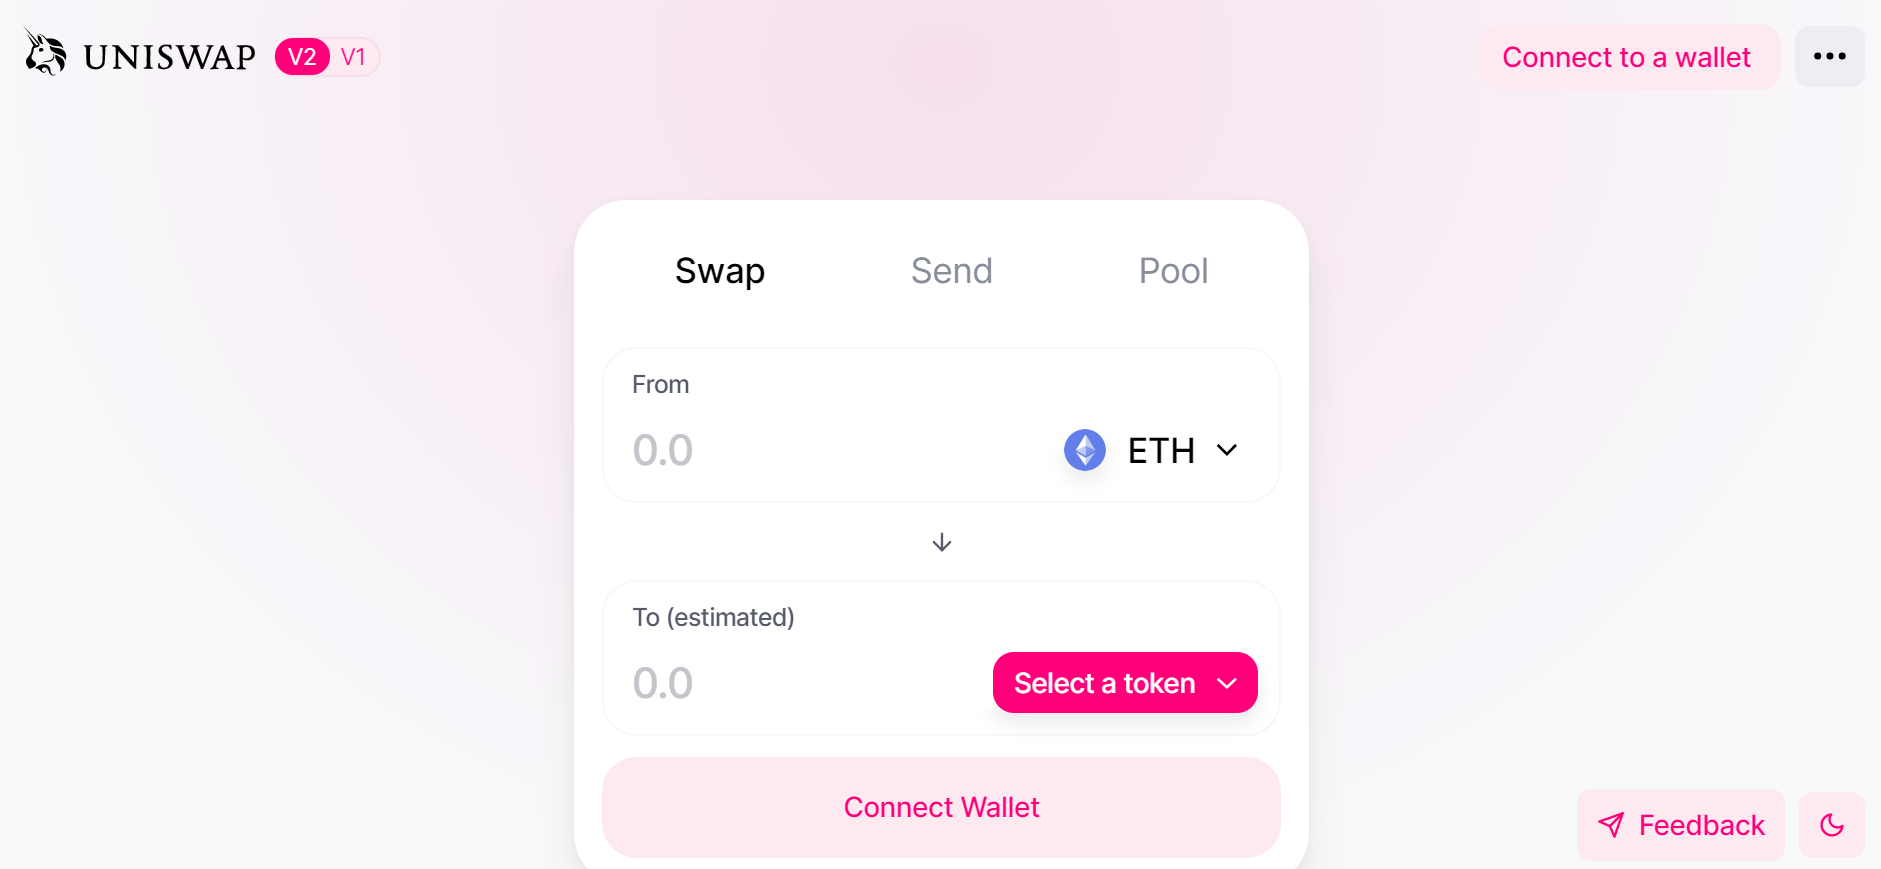 UNISWAP V2 V1
Connect to a wallet
Swap Send Pool
From
0.0 ETH
To (estimated)
0.0 Select a token
Connect Wallet
Feedback